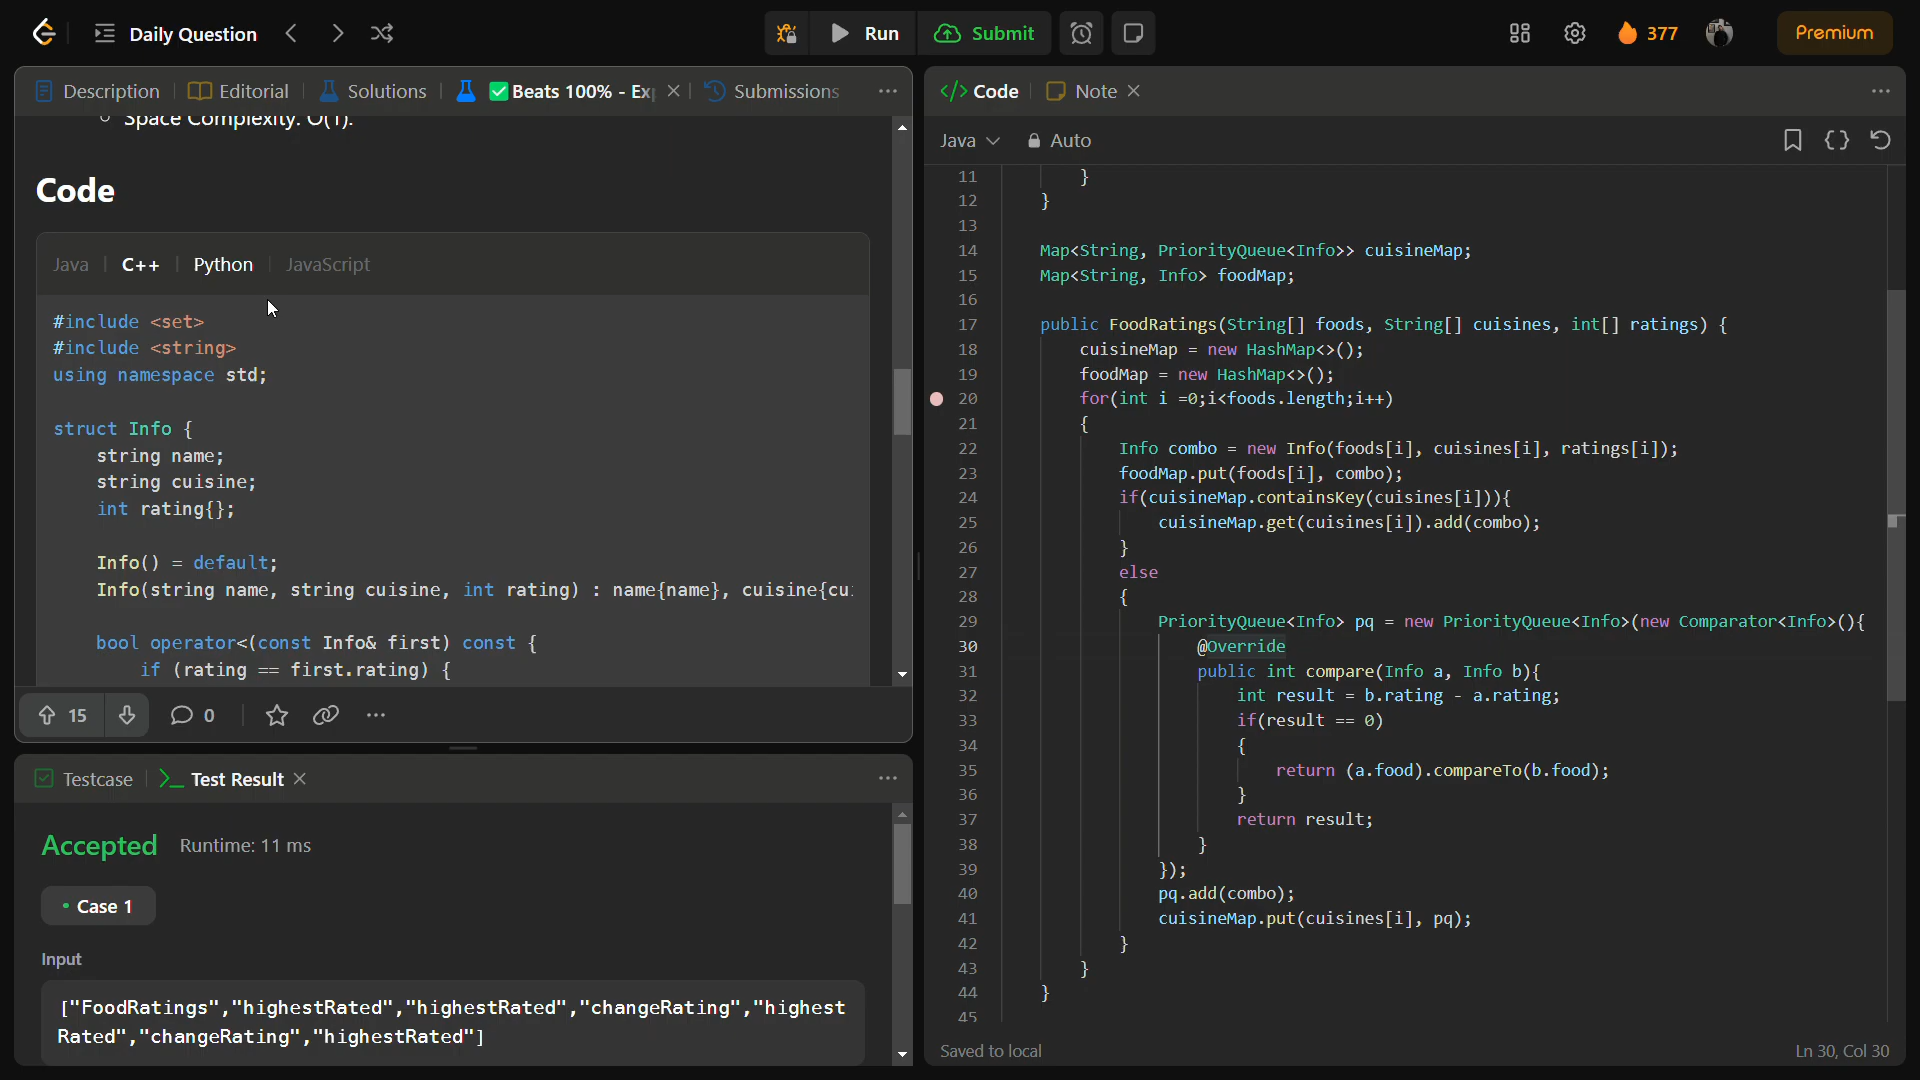 Daily Question
Run
Submit
377
Premium
Description
Editorial
Solutions
✅Beats 100% - Ex
Submissions
Space Complexity: O(1).
Code
Java
C++
Python
JavaScript
#include <set>
#include <string>
using namespace std;
struct Info {
string name;
string cuisine;
int rating{};
Info() = default;
Info(string name, string cuisine, int rating) : name{name}, cuisine{cu
bool operator<(const Info& first) const {
if (rating == first.rating) {
15
0
Testcase
Test Result
Accepted
Runtime: 11 ms
Case 1
Input
["FoodRatings","highestRated","highestRated","changeRating","highest
Rated","changeRating","highestRated"]
Code
Note
Java
Auto
11 }
12 }
13
14 Map<String, PriorityQueue<Info>> cuisineMap;
15 Map<String, Info> foodMap;
16
17 public FoodRatings(String[] foods, String[] cuisines, int[] ratings) {
18 cuisineMap = new HashMap<>();
19 foodMap = new HashMap<>();
20 for(int i =0;i<foods.length;i++)
21 {
22 Info combo = new Info(foods[i], cuisines[i], ratings[i]);
23 foodMap.put(foods[i], combo);
24 if(cuisineMap.containsKey(cuisines[i])){
25 cuisineMap.get(cuisines[i]).add(combo);
26 }
27 else
28 {
29 PriorityQueue<Info> pq = new PriorityQueue<Info>(new Comparator<Info>(){
30 @Override
31 public int compare(Info a, Info b){
32 int result = b.rating - a.rating;
33 if(result == 0)
34 {
35 return (a.food).compareTo(b.food);
36 }
37 return result;
38 }
39 });
40 pq.add(combo);
41 cuisineMap.put(cuisines[i], pq);
42 }
43 }
44 }
45
Saved to local
Ln 30, Col 30